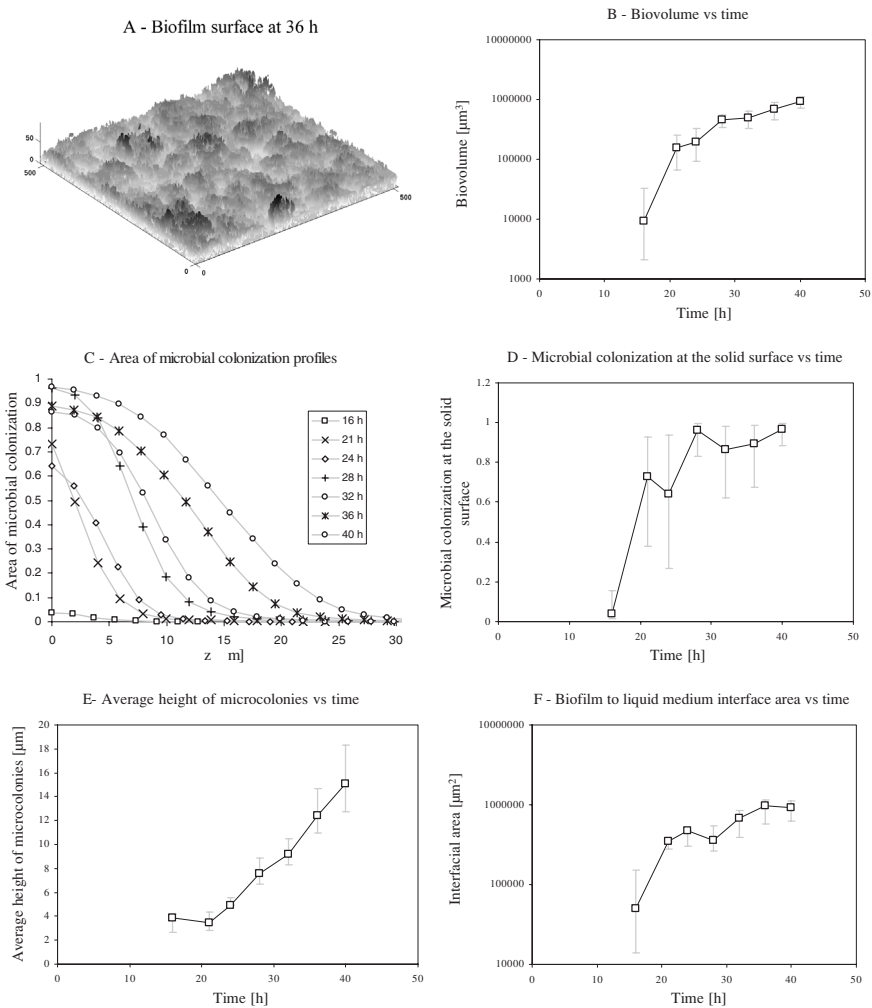 A - Biofilm surface at 36 h
50
0
500
500
0
0
B - Biovolume vs time
Biovolume [µm³]
10000000
1000000
100000
10000
1000
0 10 20 30 40 50
Time [h]
C - Area of microbial colonization profiles
Area of microbial colonization
1
0.9
0.8
0.7
0.6
0.5
0.4
0.3
0.2
0.1
0
0 5 10 15 20 25 30
z m]
16 h
21 h
24 h
28 h
32 h
36 h
40 h
D - Microbial colonization at the solid surface vs time
Microbial colonization at the solid
surface
1.2
1
0.8
0.6
0.4
0.2
0
0 10 20 30 40 50
Time [h]
E- Average height of microcolonies vs time
Average height of microcolonies [µm]
20
18
16
14
12
10
8
6
4
2
0
0 10 20 30 40 50
Time [h]
F - Biofilm to liquid medium interface area vs time
Interfacial area [µm²]
10000000
1000000
100000
10000
0 10 20 30 40 50
Time [h]